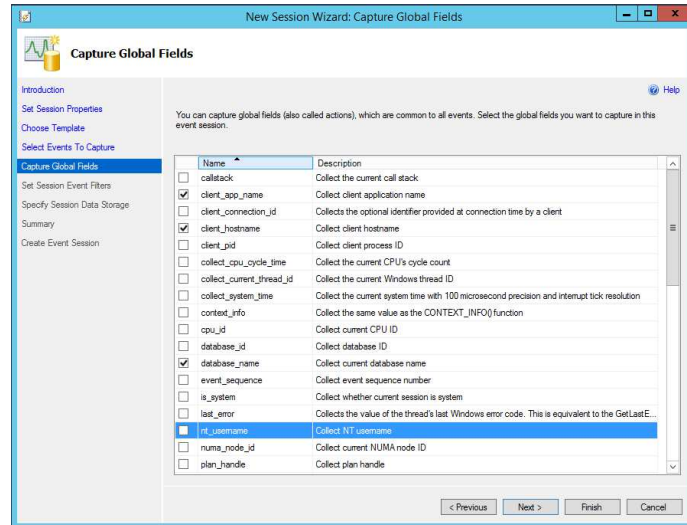 New Session Wizard: Capture Global Fields
Capture Global Fields
Introduction
Set Session Properties
Choose Template
Select Events To Capture
Capture Global Fields
Set Session Event Filters
Specify Session Data Storage
Summary
Create Event Session
Help
You can capture global fields (also called actions), which are common to all events. Select the global fields you want to capture in this
event session.
Name Description
callstack Collect the current call stack
client_app_name Collect client application name
client_connection_id Collects the optional identifier provided at connection time by a client
client_hostname Collect client hostname
client_pid Collect client process ID
collect_cpu_cycle_time Collect the current CPU's cycle count
collect_current_thread_id Collect the current Windows thread ID
collect_system_time Collect the current system time with 100 microsecond precision and interrupt tick resolution
context_info Collect the same value as the CONTEXT_INFO() function
cpu_id Collect current CPU ID
database_id Collect database ID
database_name Collect current database name
event_sequence Collect event sequence number
is_system Collect whether current session is system
last_error Collects the value of the thread's last Windows error code. This is equivalent to the GetLastE...
nt_username Collect NT username
numa_node_id Collect current NUMA node ID
plan_handle Collect plan handle
< Previous Next > Finish Cancel